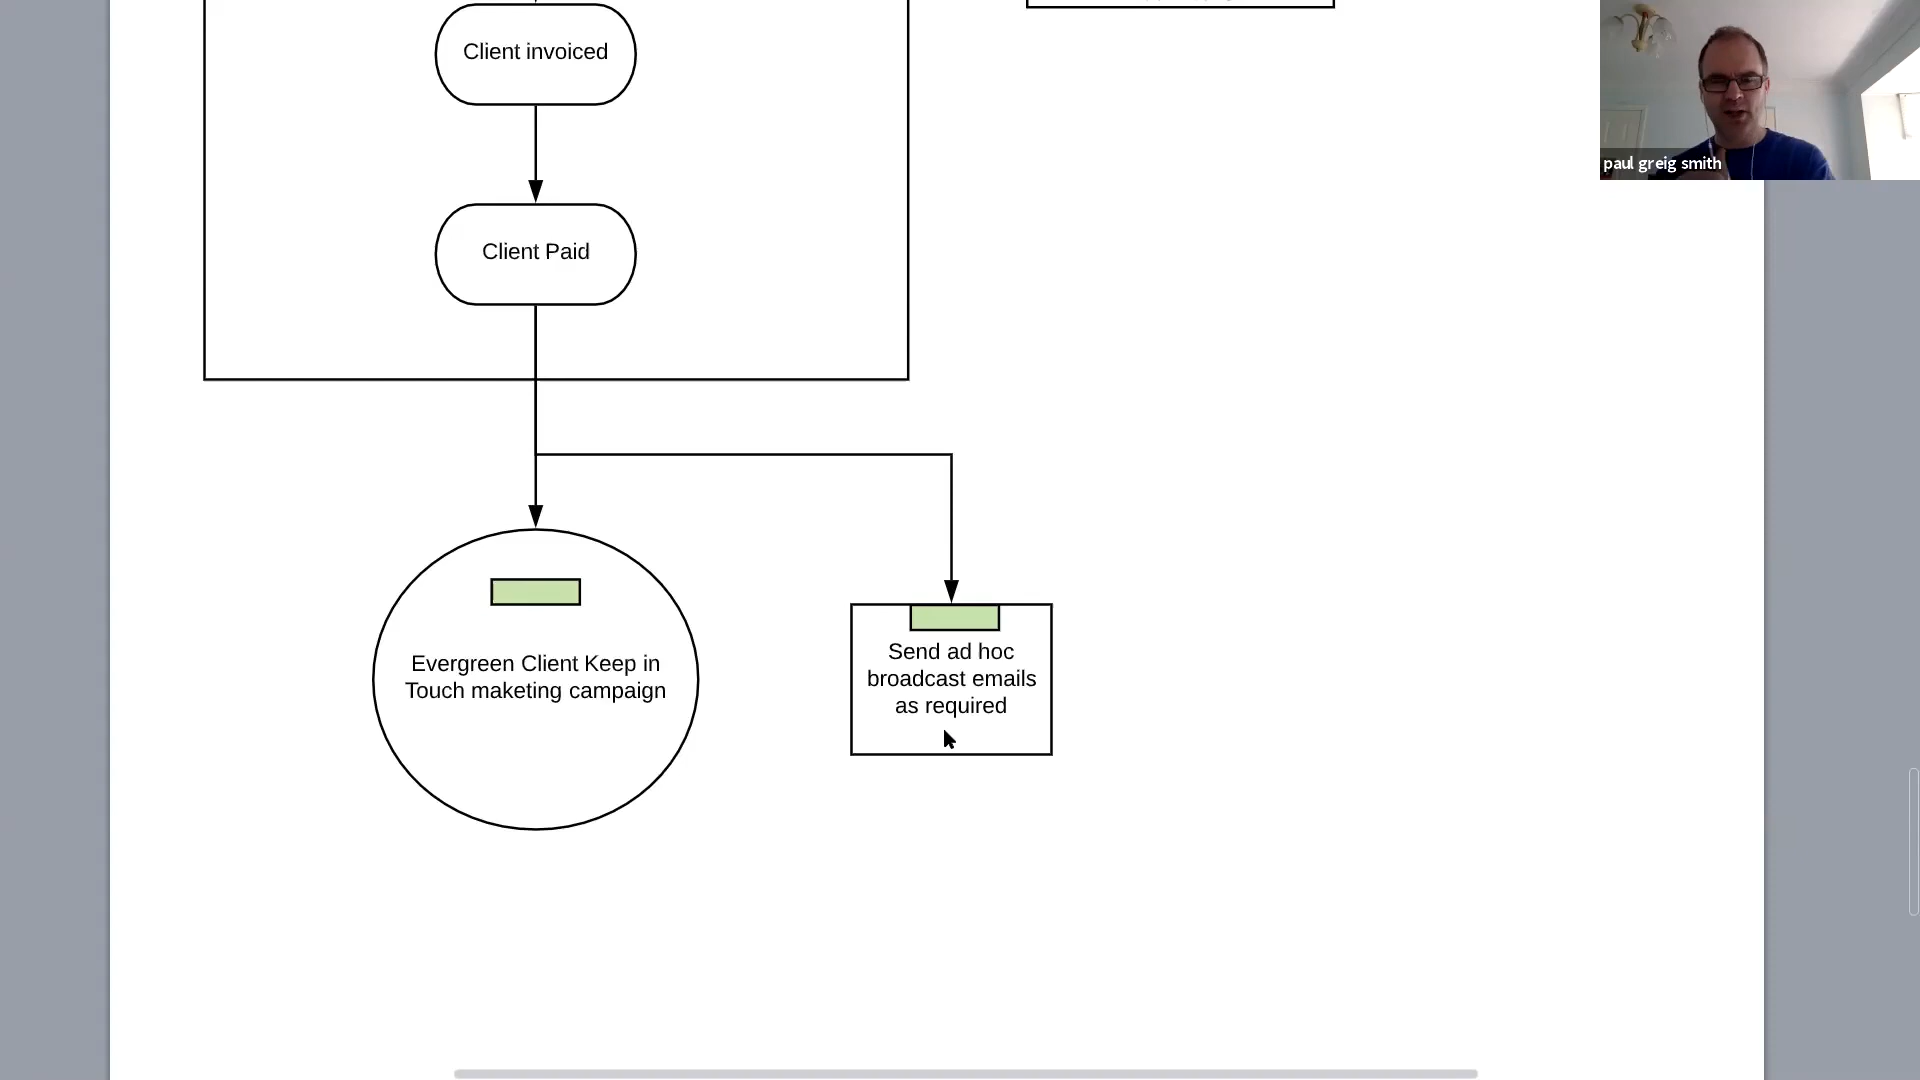 Client invoiced
paul greig smith
Client Paid
Evergreen Client Keep in
Touch maketing campaign
Send ad hoc
broadcast emails
as required